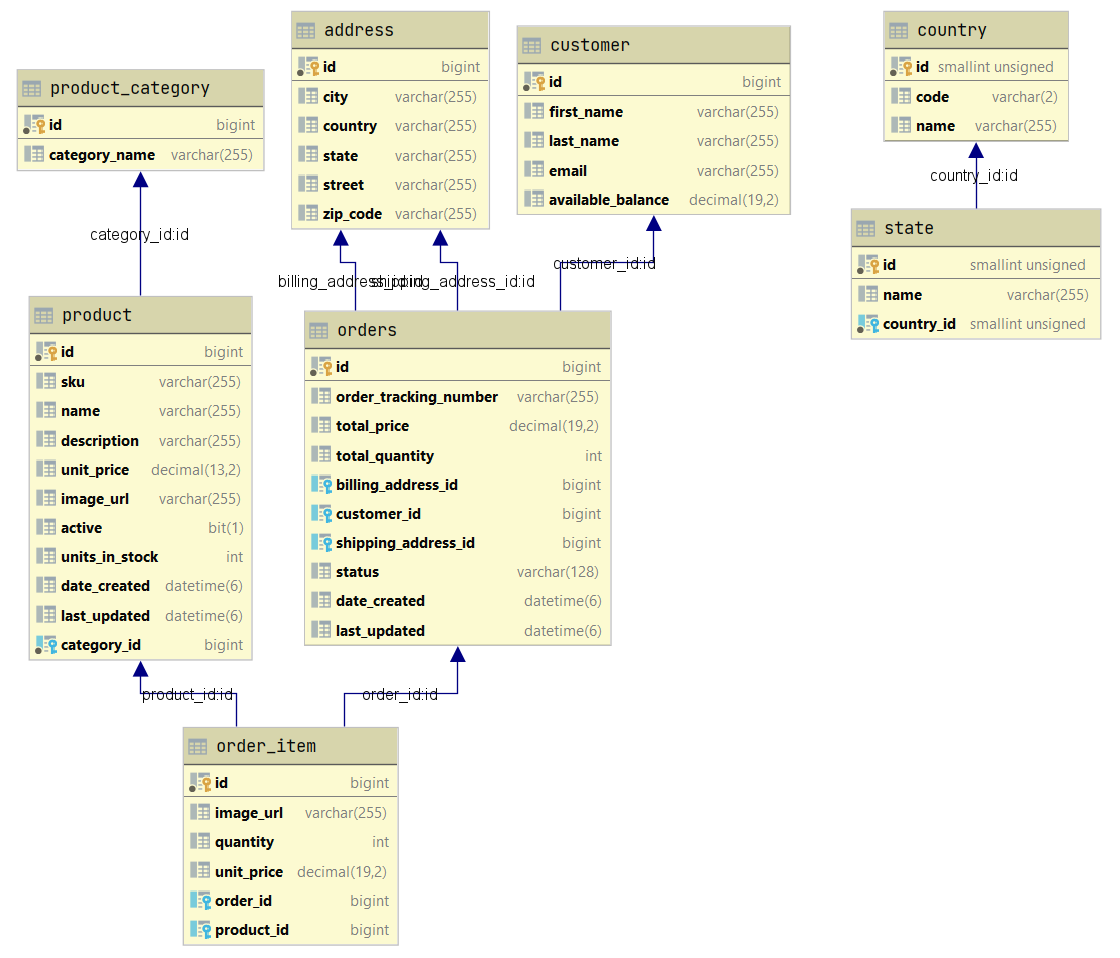 product_category
id bigint
category_name varchar(255)
category_id:id
product
id bigint
sku varchar(255)
name varchar(255)
description varchar(255)
unit_price decimal(13,2)
image_url varchar(255)
active bit(1)
units_in_stock int
date_created datetime(6)
last_updated datetime(6)
category_id bigint
product_id:id
address
id bigint
city varchar(255)
country varchar(255)
state varchar(255)
street varchar(255)
zip_code varchar(255)
billing_address_id:id
shipping_address_id:id
customer
id bigint
first_name varchar(255)
last_name varchar(255)
email varchar(255)
available_balance decimal(19,2)
customer_id:id
orders
id bigint
order_tracking_number varchar(255)
total_price decimal(19,2)
total_quantity int
billing_address_id bigint
customer_id bigint
shipping_address_id bigint
status varchar(128)
date_created datetime(6)
last_updated datetime(6)
order_id:id
order_item
id bigint
image_url varchar(255)
quantity int
unit_price decimal(19,2)
order_id bigint
product_id bigint
country
id smallint unsigned
code varchar(2)
name varchar(255)
country_id:id
state
id smallint unsigned
name varchar(255)
country_id smallint unsigned